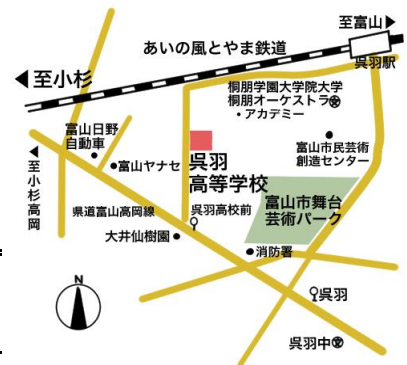 至富山▶
あいの風とやま鉄道
呉羽駅
◀至小杉
桐朋学園大学院大学
桐朋オーケストラ
・アカデミー
富山日野
自動車
富山ヤナセ
呉羽
高等学校
富山市民芸術
創造センター
◀至小杉高岡
県道富山高岡線
呉羽高校前
富山市舞台
芸術パーク
大井仙樹園
消防署
N
呉羽
呉羽中